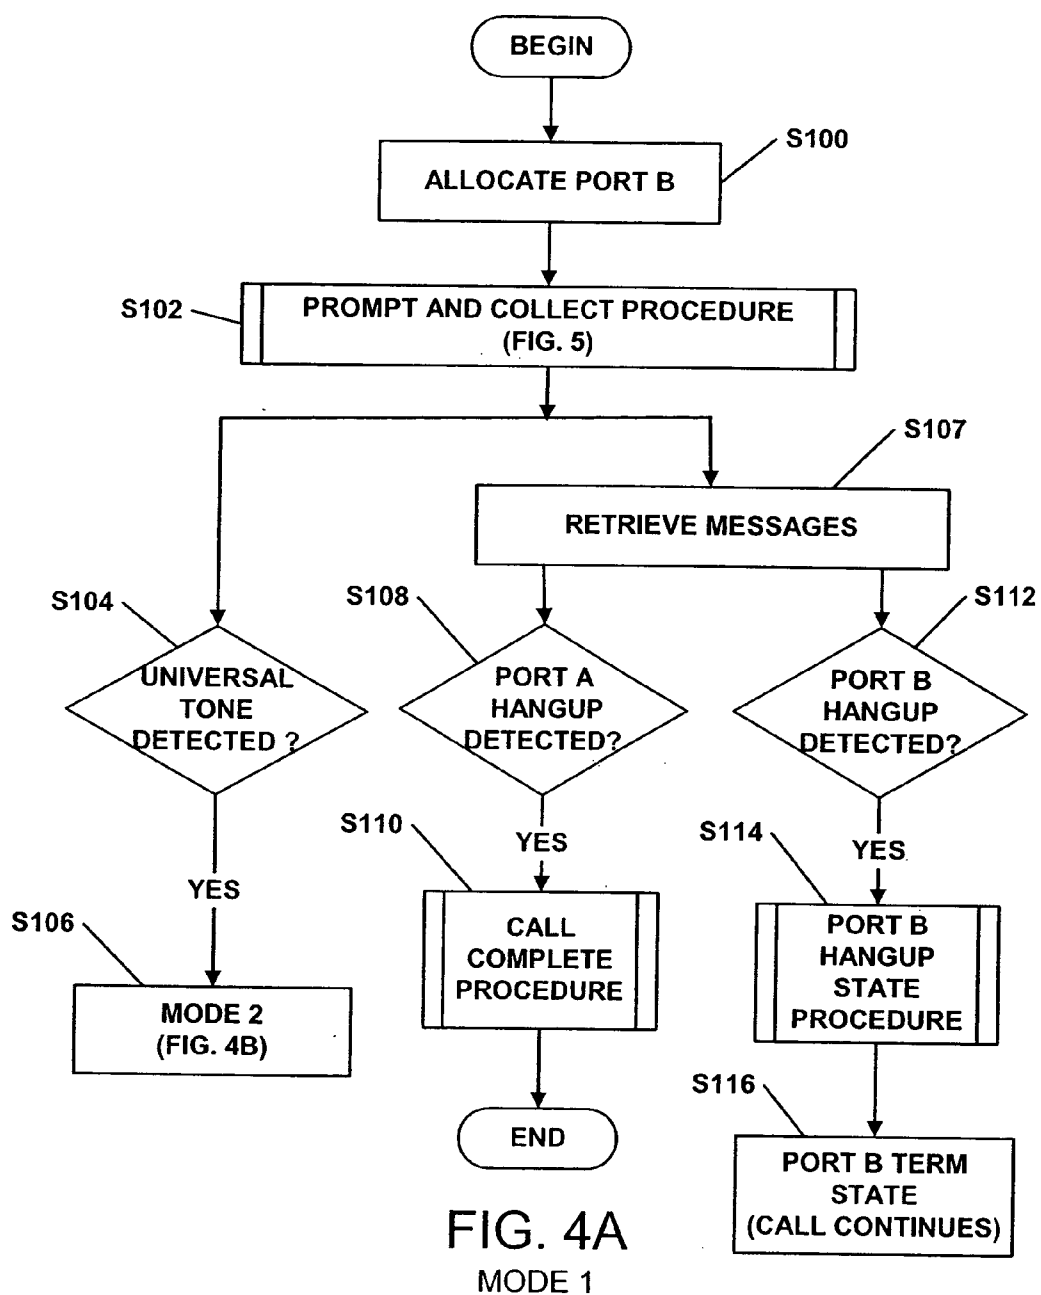 BEGIN
S100
ALLOCATE PORT B
S102
PROMPT AND COLLECT PROCEDURE
(FIG. 5)
S107
RETRIEVE MESSAGES
S104
S108
S112
UNIVERSAL
TONE
DETECTED ?
PORT A
HANGUP
DETECTED?
PORT B
HANGUP
DETECTED?
S110
YES
S114
YES
YES
S106
CALL
COMPLETE
PROCEDURE
PORT B
HANGUP
STATE
PROCEDURE
MODE 2
(FIG. 4B)
S116
END
PORT B TERM
STATE
(CALL CONTINUES)
FIG. 4A
MODE 1